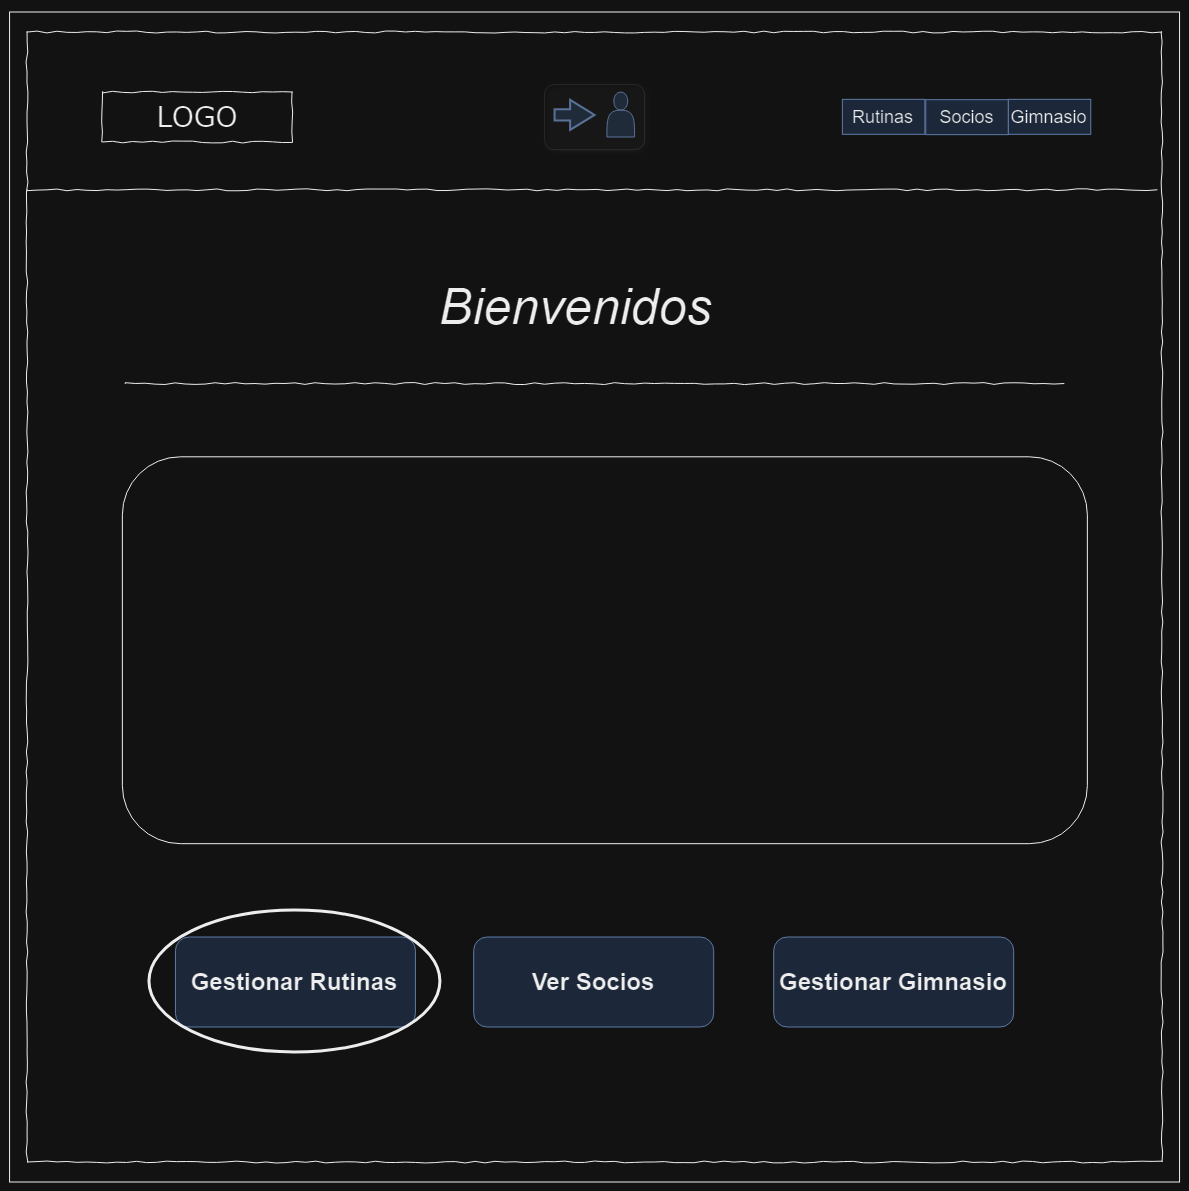 LOGO
Rutinas Socios Gimnasio
Bienvenidos
Gestionar Rutinas
Ver Socios
Gestionar Gimnasio